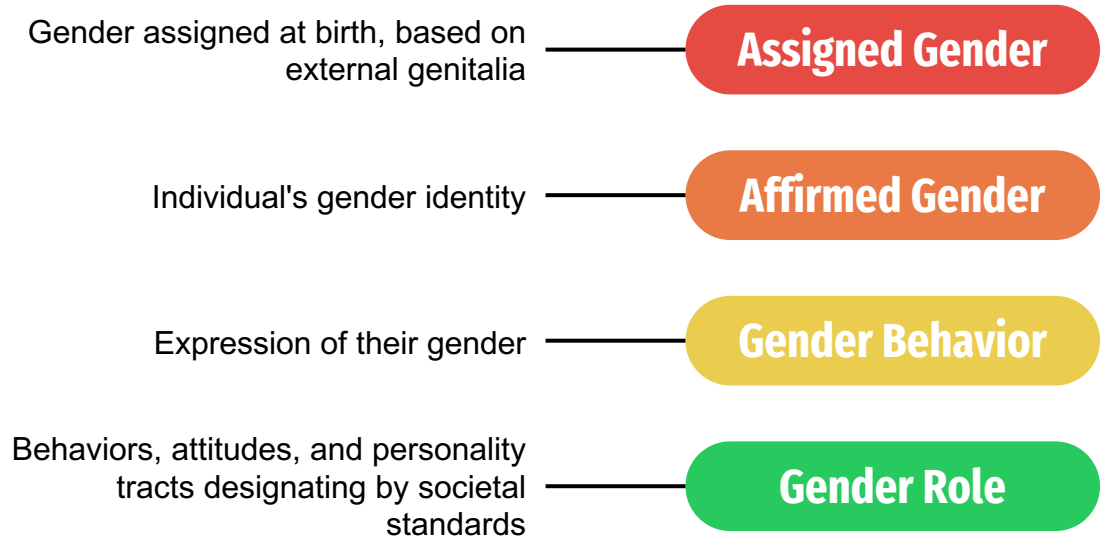 Gender assigned at birth, based on
external genitalia
Assigned Gender
Individual's gender identity
Affirmed Gender
Expression of their gender
Gender Behavior
Behaviors, attitudes, and personality
tracts designating by societal
standards
Gender Role